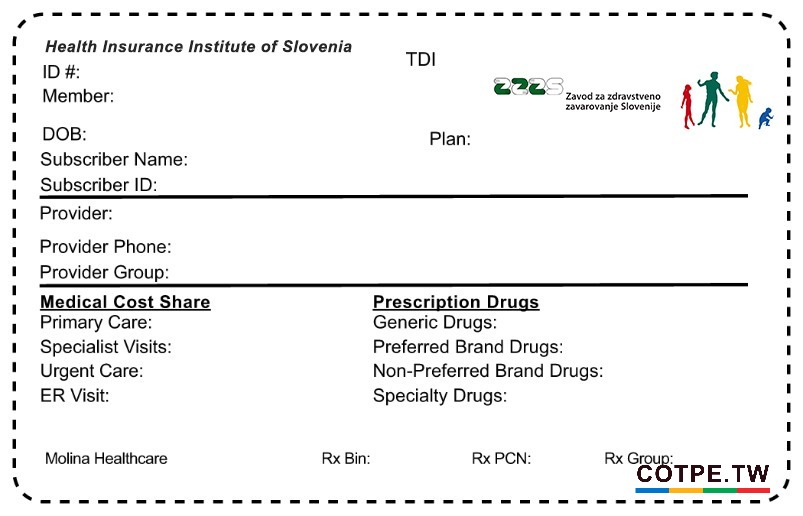 Health Insurance Institute of Slovenia
TDI
ID #:
Member:
zzzs
Zavod za zdravstveno
zavarovanje Slovenije
DOB:
Plan:
Subscriber Name:
Subscriber ID:
Provider:
Provider Phone:
Provider Group:
Medical Cost Share
Primary Care:
Specialist Visits:
Urgent Care:
ER Visit:
Prescription Drugs
Generic Drugs:
Preferred Brand Drugs:
Non-Preferred Brand Drugs:
Specialty Drugs:
Molina Healthcare
Rx Bin:
Rx PCN:
Rx Group:
COTPE.TW